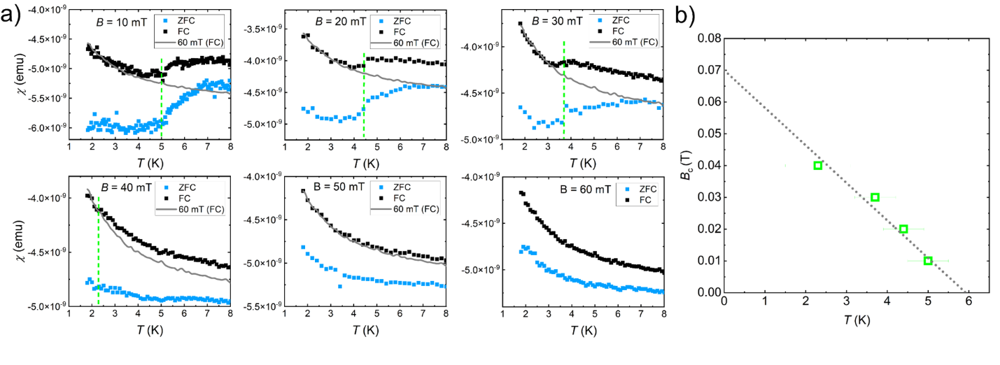 a)
B = 10 mT
ZFC
FC
60 mT (FC)
χ (emu)
-4.0×10⁻⁹
-4.5×10⁻⁹
-5.0×10⁻⁹
-5.5×10⁻⁹
-6.0×10⁻⁹
1 2 3 4 5 6 7 8
T (K)
B = 20 mT
ZFC
FC
60 mT (FC)
-3.5×10⁻⁹
-4.0×10⁻⁹
-4.5×10⁻⁹
-5.0×10⁻⁹
1 2 3 4 5 6 7 8
T (K)
B = 30 mT
ZFC
FC
60 mT (FC)
-4.0×10⁻⁹
-4.5×10⁻⁹
-5.0×10⁻⁹
1 2 3 4 5 6 7 8
T (K)
B = 40 mT
ZFC
FC
60 mT (FC)
χ (emu)
-4.0×10⁻⁹
-4.5×10⁻⁹
-5.0×10⁻⁹
1 2 3 4 5 6 7 8
T (K)
B = 50 mT
ZFC
FC
60 mT (FC)
-4.0×10⁻⁹
-4.5×10⁻⁹
-5.0×10⁻⁹
-5.5×10⁻⁹
1 2 3 4 5 6 7 8
T (K)
B = 60 mT
ZFC
FC
-4.0×10⁻⁹
-4.5×10⁻⁹
-5.0×10⁻⁹
1 2 3 4 5 6 7 8
T (K)
b)
0.08
0.07
0.06
0.05
0.04
0.03
0.02
0.01
0.00
Bc (T)
0 1 2 3 4 5 6
T (K)